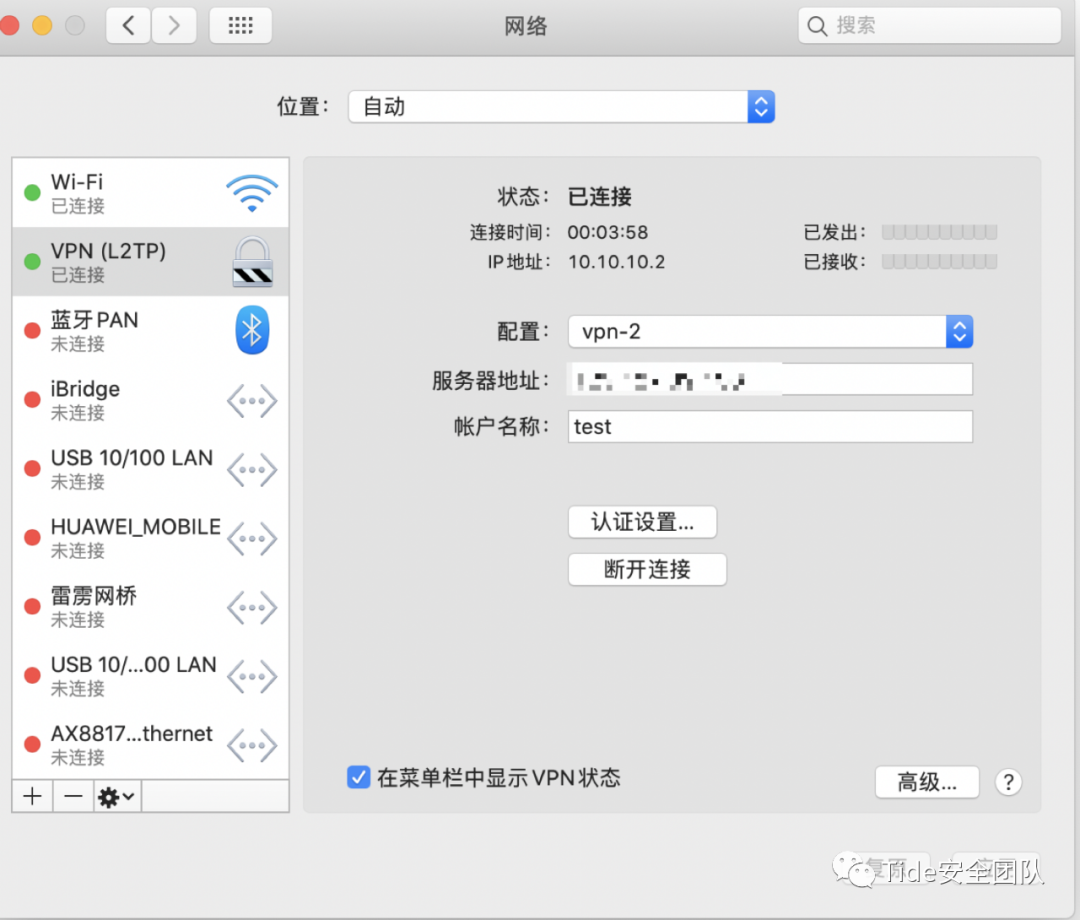 网络
搜索
位置： 自动
Wi-Fi
已连接
VPN (L2TP)
已连接
蓝牙 PAN
未连接
iBridge
未连接
USB 10/100 LAN
未连接
HUAWEI_MOBILE
未连接
雷雳网桥
未连接
USB 10/...00 LAN
未连接
AX8817...thernet
未连接
状态： 已连接
连接时间： 00:03:58
已发出：
IP 地址： 10.10.10.2
已接收：
配置： vpn-2
服务器地址：
帐户名称： test
认证设置...
断开连接
在菜单栏中显示 VPN 状态
高级...
?
Tide安全团队